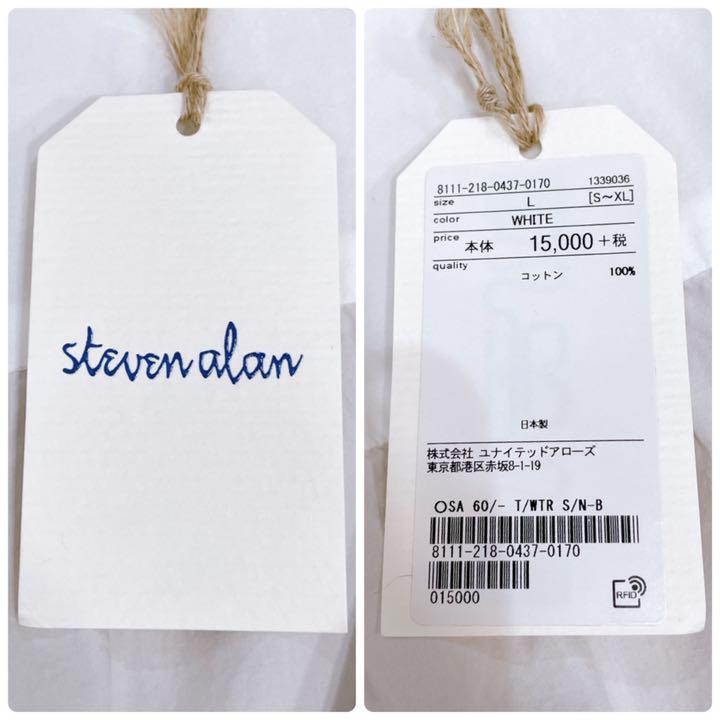 stevenalan
8111-218-0437-0170 1339036
size L [S～XL]
color WHITE
price 本体 15,000+税
quality コットン 100%
日本製
株式会社 ユナイテッドアローズ
東京都港区赤坂8-1-19
OSA 60/- T/WTR S/N-B
8111-218-0437-0170
015000
RFID